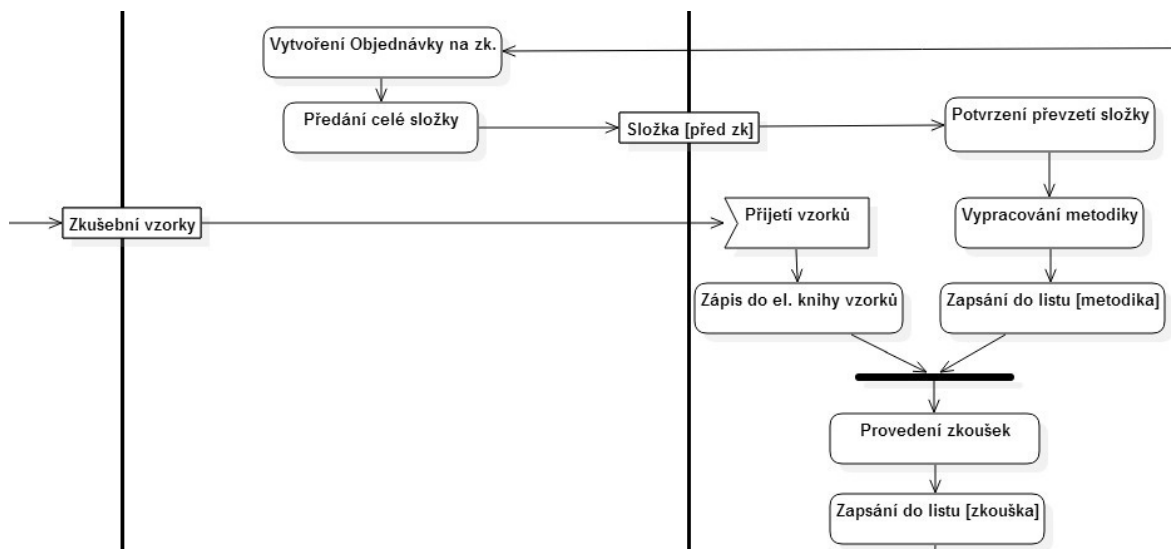 Vytvoření Objednávky na zk.
Předání celé složky
Složka [před zk]
Potvrzení převzetí složky
Zkušební vzorky
Přijetí vzorků
Vypracování metodiky
Zápis do el. knihy vzorků
Zapsání do listu [metodika]
Provedení zkoušek
Zapsání do listu [zkouška]